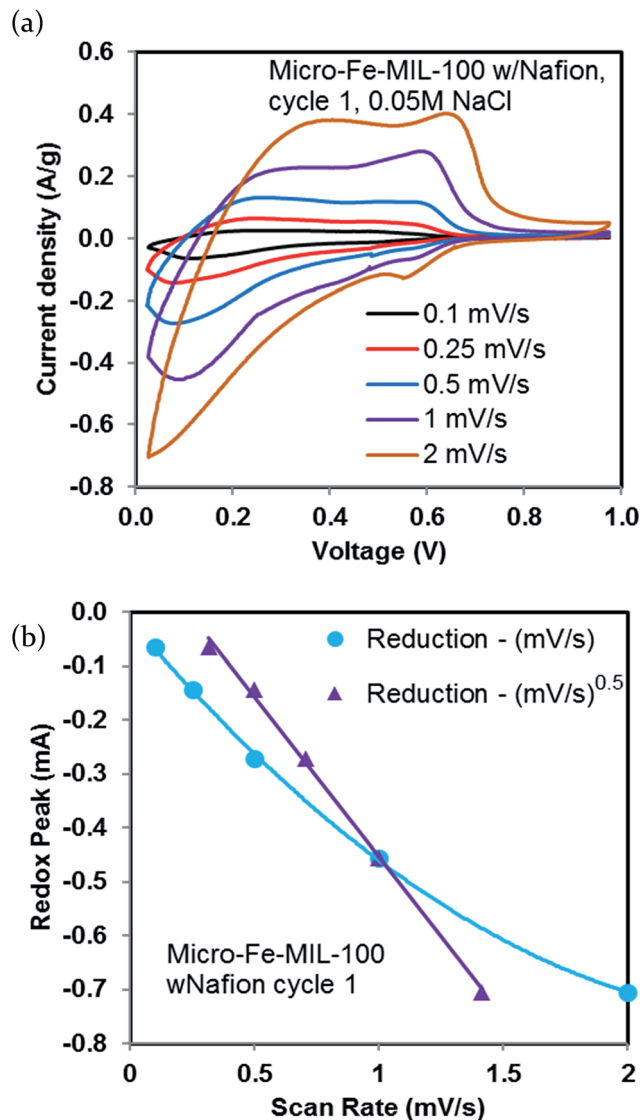 (a)
0.6
0.4
0.2
0.0
-0.2
-0.4
-0.6
-0.8
Current density (A/g)
Micro-Fe-MIL-100 w/Nafion,
cycle 1, 0.05M NaCl
0.1 mV/s
0.25 mV/s
0.5 mV/s
1 mV/s
2 mV/s
0.0 0.2 0.4 0.6 0.8 1.0
Voltage (V)
(b)
0.0
-0.1
-0.2
-0.3
-0.4
-0.5
-0.6
-0.7
-0.8
Redox Peak (mA)
Reduction - (mV/s)
Reduction - (mV/s)^0.5
Micro-Fe-MIL-100
wNafion cycle 1
0 0.5 1 1.5 2
Scan Rate (mV/s)